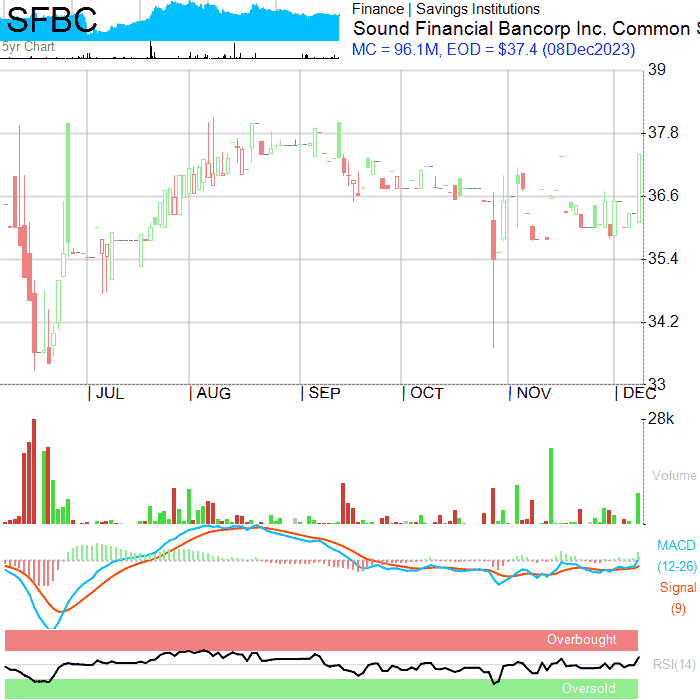 SFBC
5yr Chart
Finance | Savings Institutions
Sound Financial Bancorp Inc. Common S
MC = 96.1M, EOD = $37.4 (08Dec2023)
39
37.8
36.6
35.4
34.2
33
JUL AUG SEP OCT NOV DEC
28k
Volume
MACD
(12-26)
Signal
(9)
Overbought
RSI(14)
Oversold